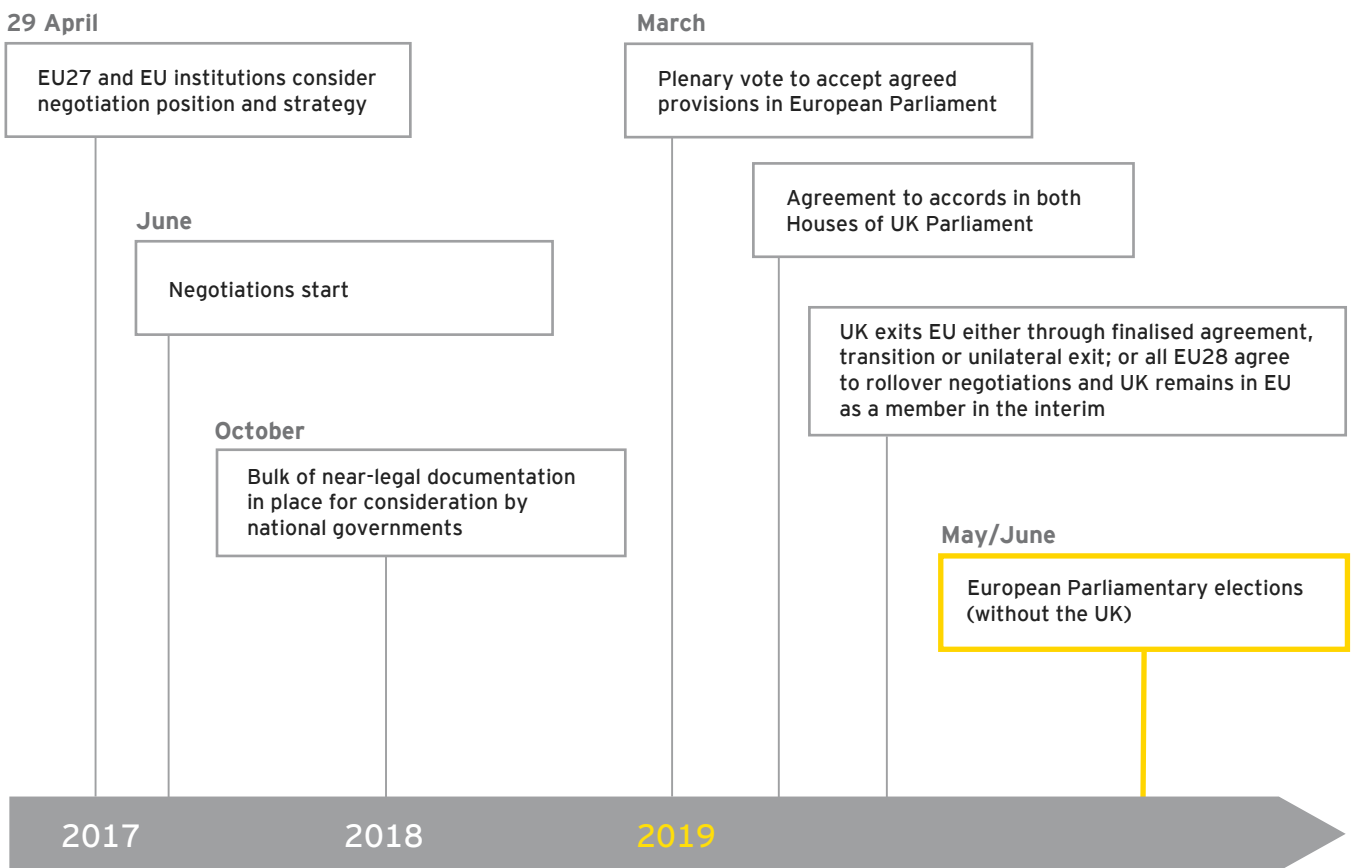 29 April
EU27 and EU institutions consider
negotiation position and strategy
June
Negotiations start
October
Bulk of near-legal documentation
in place for consideration by
national governments
March
Plenary vote to accept agreed
provisions in European Parliament
Agreement to accords in both
Houses of UK Parliament
UK exits EU either through finalised agreement,
transition or unilateral exit; or all EU28 agree
to rollover negotiations and UK remains in EU
as a member in the interim
May/June
European Parliamentary elections
(without the UK)
2017
2018
2019